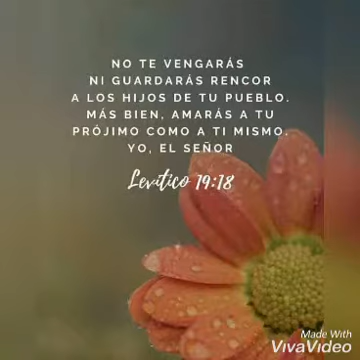 NO TE VENGARÁS
NI GUARDARÁS RENCOR
A LOS HIJOS DE TU PUEBLO.
MÁS BIEN, AMARÁS A TU
PRÓJIMO COMO A TI MISMO.
YO, EL SEÑOR
Levítico 19:18
Made With
VivaVideo